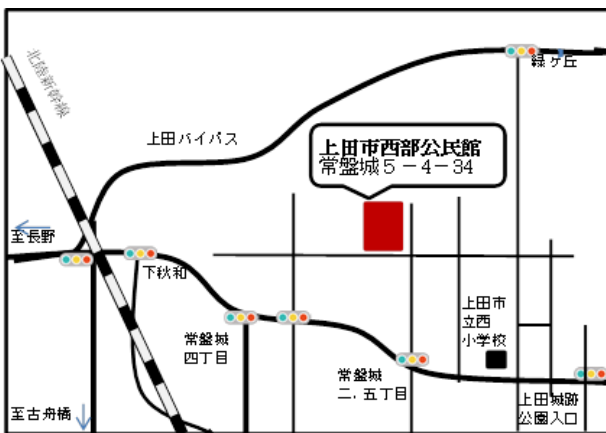 北陸新幹線
緑ヶ丘
上田バイパス
上田市西部公民館
常盤城５－４－34
至長野
下秋和
常盤城
四丁目
上田市
立西
小学校
常盤城
二．五丁目
上田城跡
公園入口
至古舟橋